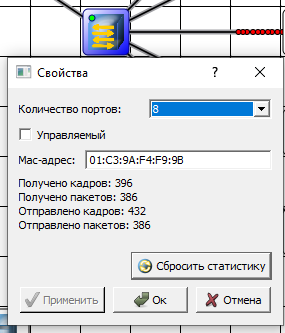 Свойства
Количество портов: 8
Управляемый
Mac-адрес: 01:C3:9A:F4:F9:9B
Получено кадров: 396
Получено пакетов: 386
Отправлено кадров: 432
Отправлено пакетов: 386
Сбросить статистику
Применить Ок Отмена